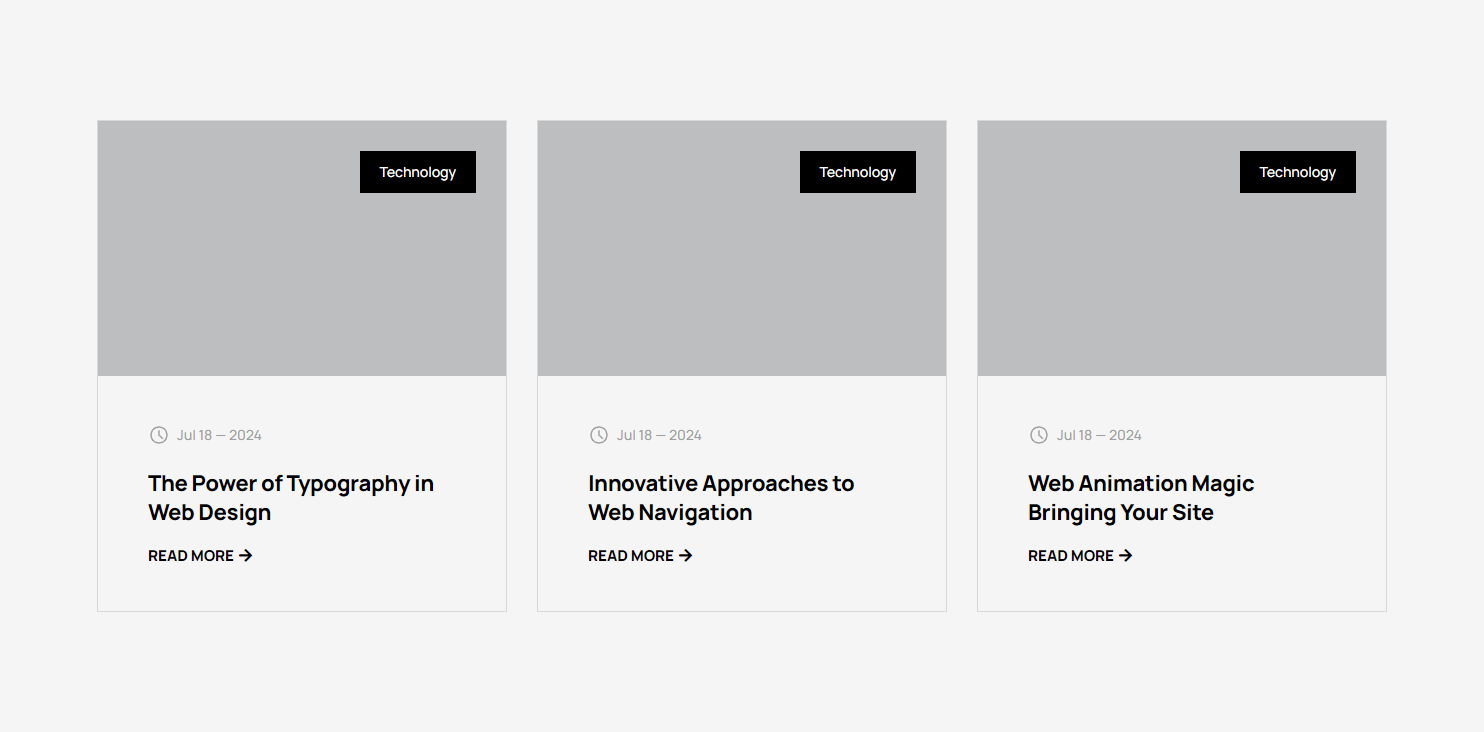 Technology
Jul 18 — 2024
The Power of Typography in
Web Design
READ MORE
Technology
Jul 18 — 2024
Innovative Approaches to
Web Navigation
READ MORE
Technology
Jul 18 — 2024
Web Animation Magic
Bringing Your Site
READ MORE